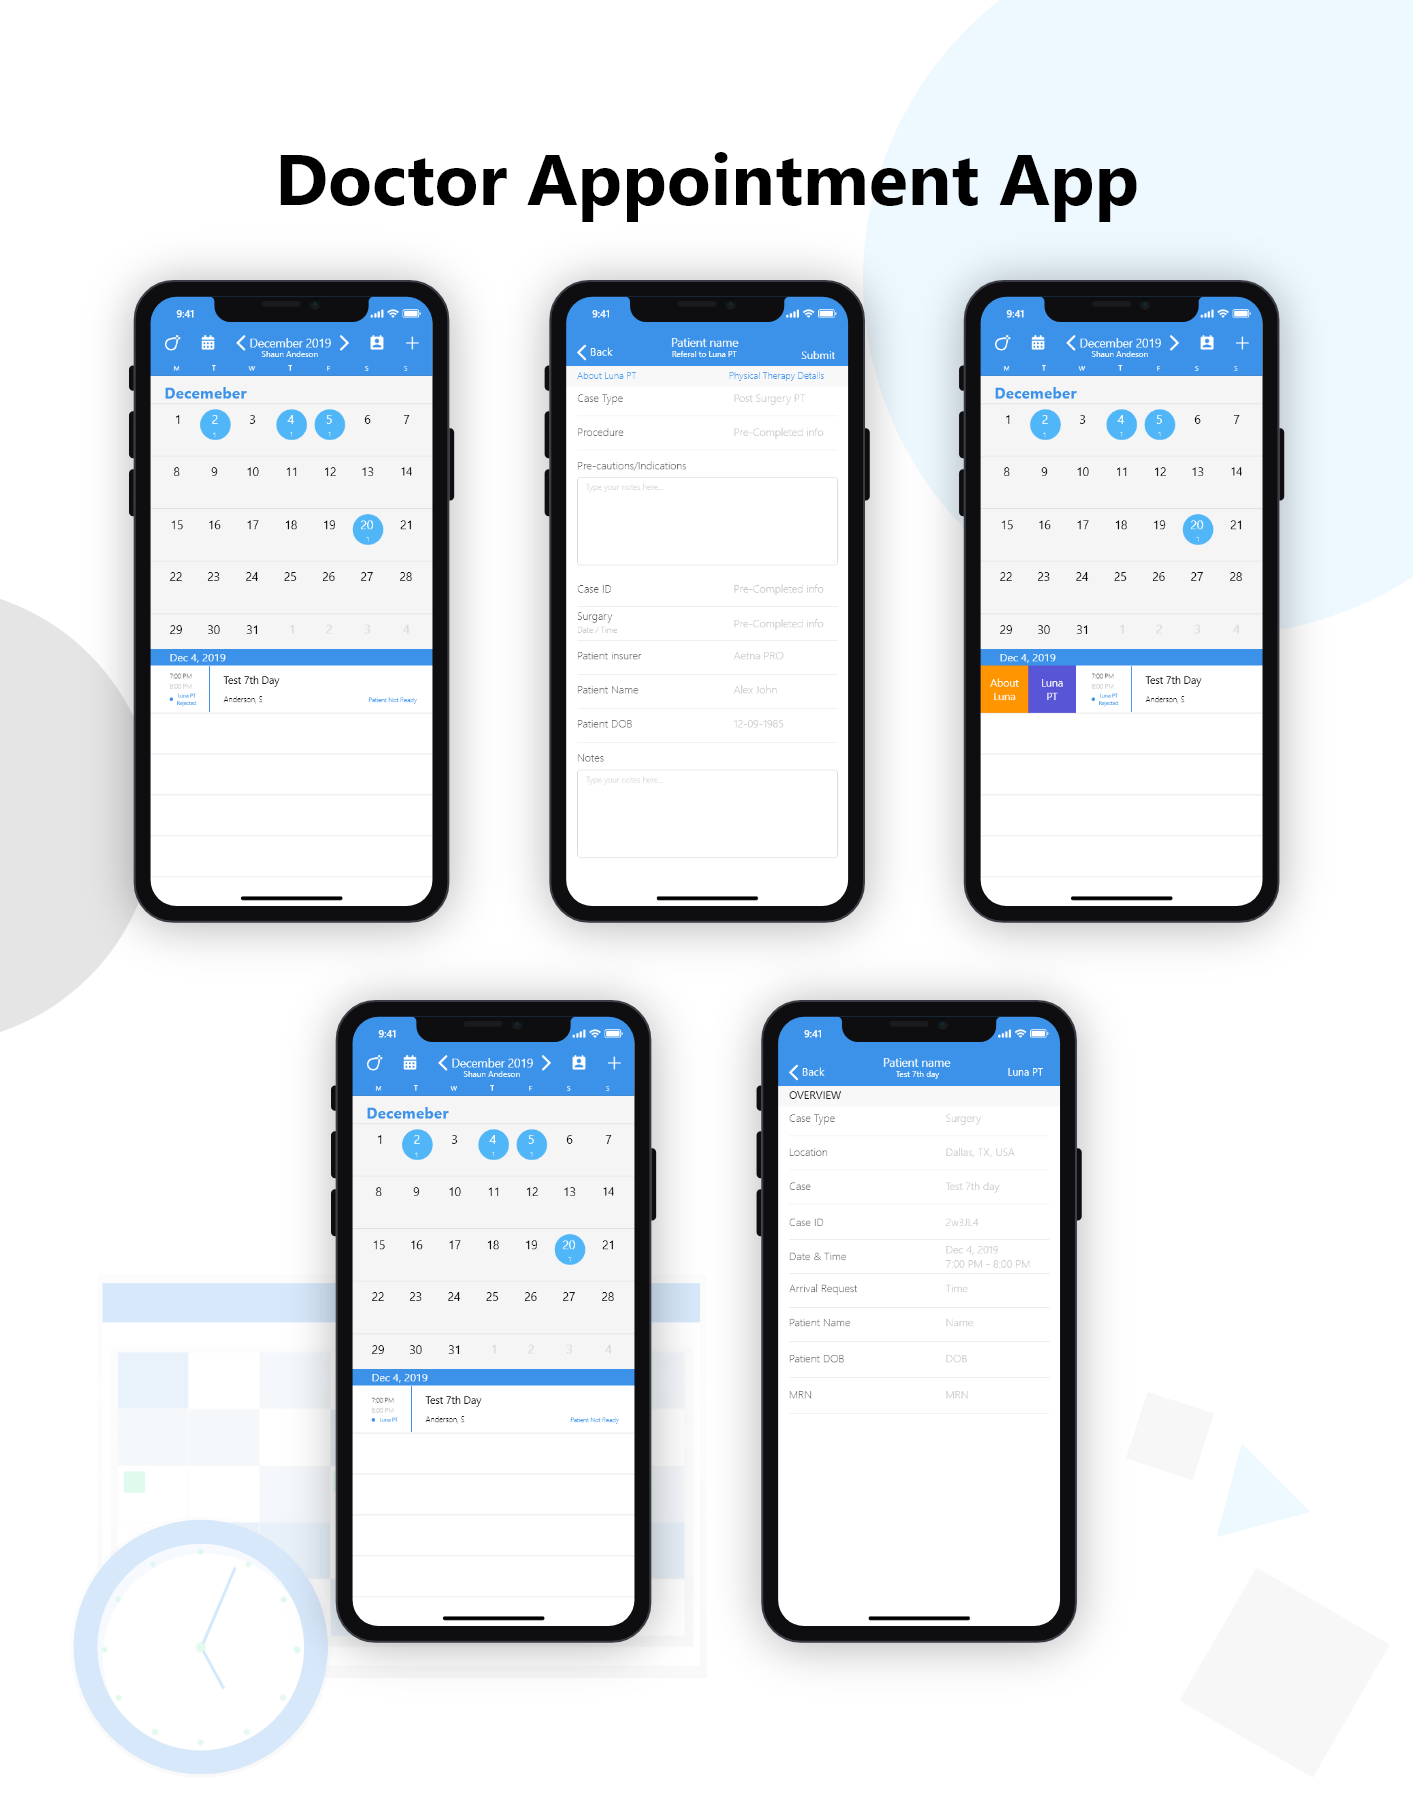 Doctor Appointment App
9:41
December 2019
Shaun Andeson
M T W T F S S
Decemeber
1 2 3 4 5 6 7
1 1 1
8 9 10 11 12 13 14
15 16 17 18 19 20 21
1
22 23 24 25 26 27 28
29 30 31 1 2 3 4
Dec 4, 2019
7:00 PM
8:00 PM
Luna PT
Rejected
Test 7th Day
Anderson, S
Patient Not Ready
9:41
Patient name
Back
Referal to Luna PT
Submit
About Luna PT
Physical Therapy Details
Case Type Post Surgery PT
Procedure Pre-Completed info
Pre-cautions/Indications
Type your notes here...
Case ID Pre-Completed info
Surgary
Date / Time
Pre-Completed info
Patient insurer Aetna PRO
Patient Name Alex John
Patient DOB 12-09-1985
Notes
Type your notes here...
9:41
December 2019
Shaun Andeson
M T W T F S S
Decemeber
1 2 3 4 5 6 7
1 1 1
8 9 10 11 12 13 14
15 16 17 18 19 20 21
1
22 23 24 25 26 27 28
29 30 31 1 2 3 4
Dec 4, 2019
About
Luna
Luna
PT
7:00 PM
8:00 PM
Luna PT
Rejected
Test 7th Day
Anderson, S
9:41
December 2019
Shaun Andeson
M T W T F S S
Decemeber
1 2 3 4 5 6 7
1 1 1
8 9 10 11 12 13 14
15 16 17 18 19 20 21
1
22 23 24 25 26 27 28
29 30 31 1 2 3 4
Dec 4, 2019
7:00 PM
8:00 PM
Luna PT
Test 7th Day
Anderson, S
Patient Not Ready
9:41
Patient name
Back
Test 7th day
Luna PT
OVERVIEW
Case Type Surgery
Location Dallas, TX, USA
Case Test 7th day
Case ID 2w3JL4
Date & Time
Dec 4, 2019
7:00 PM - 8:00 PM
Arrival Request Time
Patient Name Name
Patient DOB DOB
MRN MRN